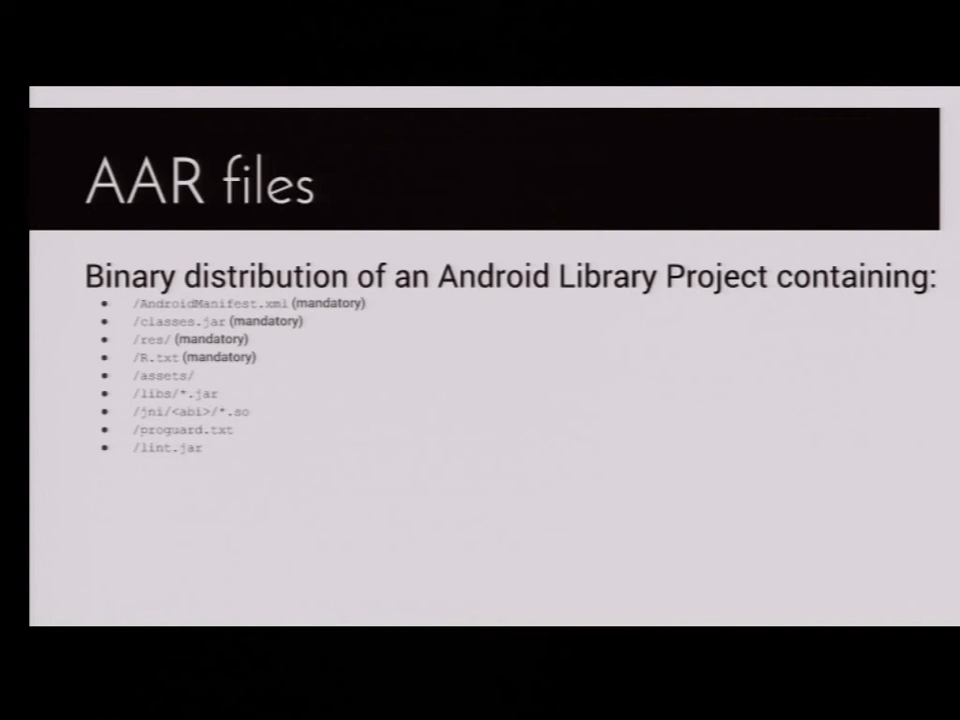 AAR files
Binary distribution of an Android Library Project containing:
• /AndroidManifest.xml (mandatory)
• /classes.jar (mandatory)
• /res/ (mandatory)
• /R.txt (mandatory)
• /assets/
• /libs/*.jar
• /jni/<abi>/*.so
• /proguard.txt
• /lint.jar